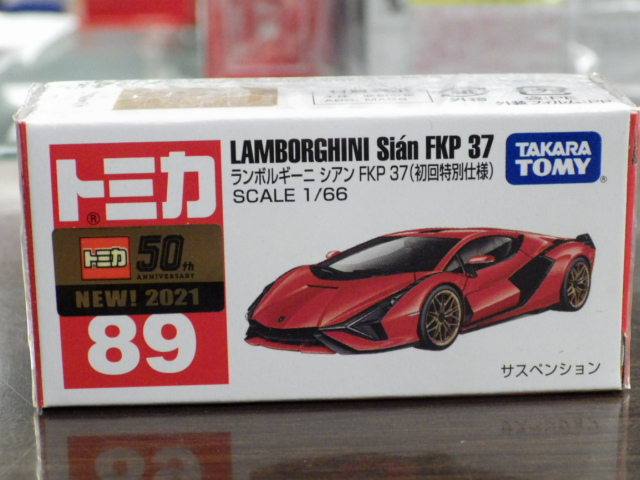 LAMBORGHINI Sián FKP 37
ランボルギーニ シアン FKP 37(初回特別仕様)
SCALE 1/66
TAKARA
TOMY
®
トミカ
®
トミカ
50th
ANNIVERSARY
NEW! 2021
89
サスペンション